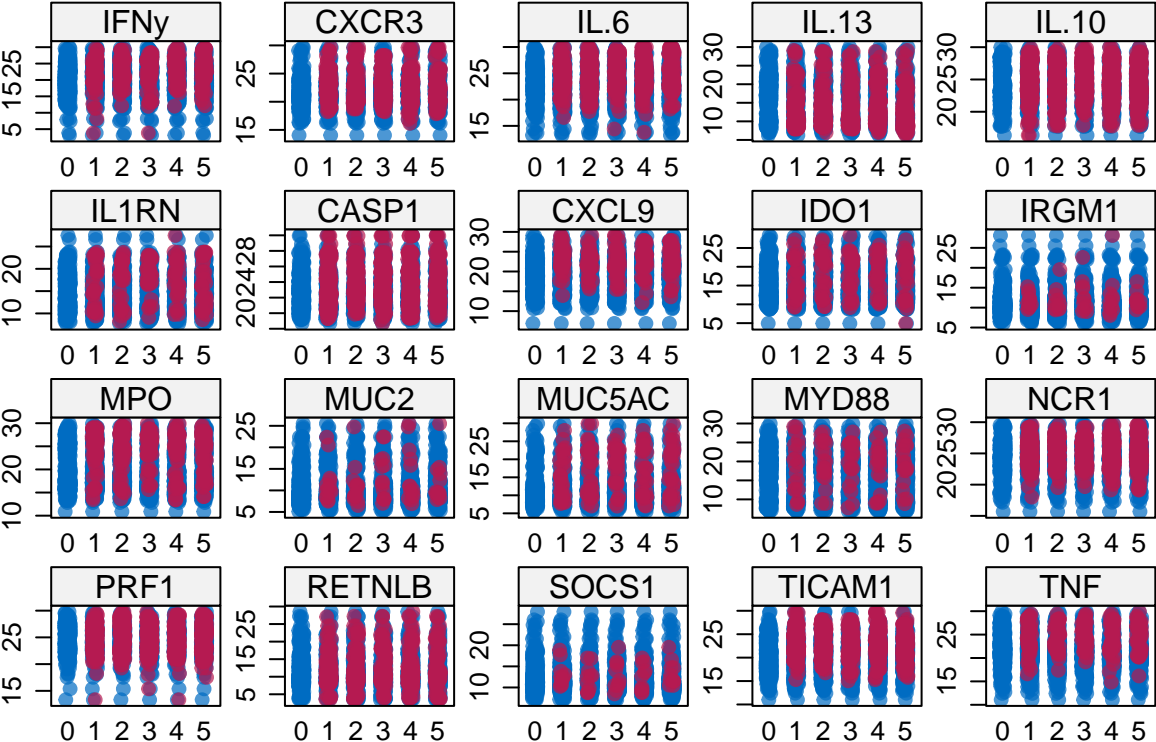 IFNy CXCR3 IL.6 IL.13 IL.10
5 15 25 15 25 15 25 10 20 30 20 25 30
0 1 2 3 4 5 0 1 2 3 4 5 0 1 2 3 4 5 0 1 2 3 4 5 0 1 2 3 4 5
IL1RN CASP1 CXCL9 IDO1 IRGM1
10 20 20 24 28 10 20 30 5 15 25 5 15 25
0 1 2 3 4 5 0 1 2 3 4 5 0 1 2 3 4 5 0 1 2 3 4 5 0 1 2 3 4 5
MPO MUC2 MUC5AC MYD88 NCR1
10 20 30 5 15 25 5 15 25 10 20 30 20 25 30
0 1 2 3 4 5 0 1 2 3 4 5 0 1 2 3 4 5 0 1 2 3 4 5 0 1 2 3 4 5
PRF1 RETNLB SOCS1 TICAM1 TNF
15 25 5 15 25 10 20 15 25 15 25
0 1 2 3 4 5 0 1 2 3 4 5 0 1 2 3 4 5 0 1 2 3 4 5 0 1 2 3 4 5